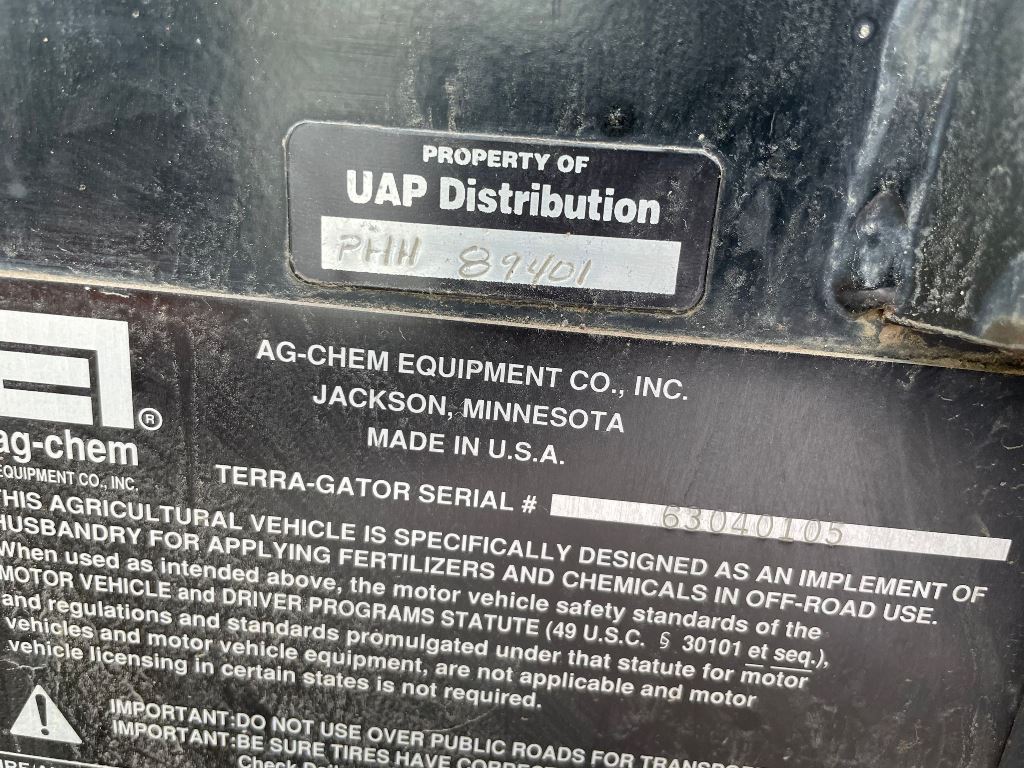 PROPERTY OF
UAP Distribution
PHH 89401
AG-CHEM EQUIPMENT CO., INC.
JACKSON, MINNESOTA
MADE IN U.S.A.
®
ag-chem
EQUIPMENT CO., INC.
TERRA-GATOR SERIAL # 63040105
THIS AGRICULTURAL VEHICLE IS SPECIFICALLY DESIGNED AS AN IMPLEMENT OF
HUSBANDRY FOR APPLYING FERTILIZERS AND CHEMICALS IN OFF-ROAD USE.
When used as intended above, the motor vehicle safety standards of the
MOTOR VEHICLE and DRIVER PROGRAMS STATUTE (49 U.S.C. § 30101 et seq.),
and regulations and standards promulgated under that statute for motor
vehicles and motor vehicle equipment, are not applicable and motor
vehicle licensing in certain states is not required.
IMPORTANT:DO NOT USE OVER PUBLIC ROADS FOR
IMPORTANT:BE SURE TIRES HAVE
Check